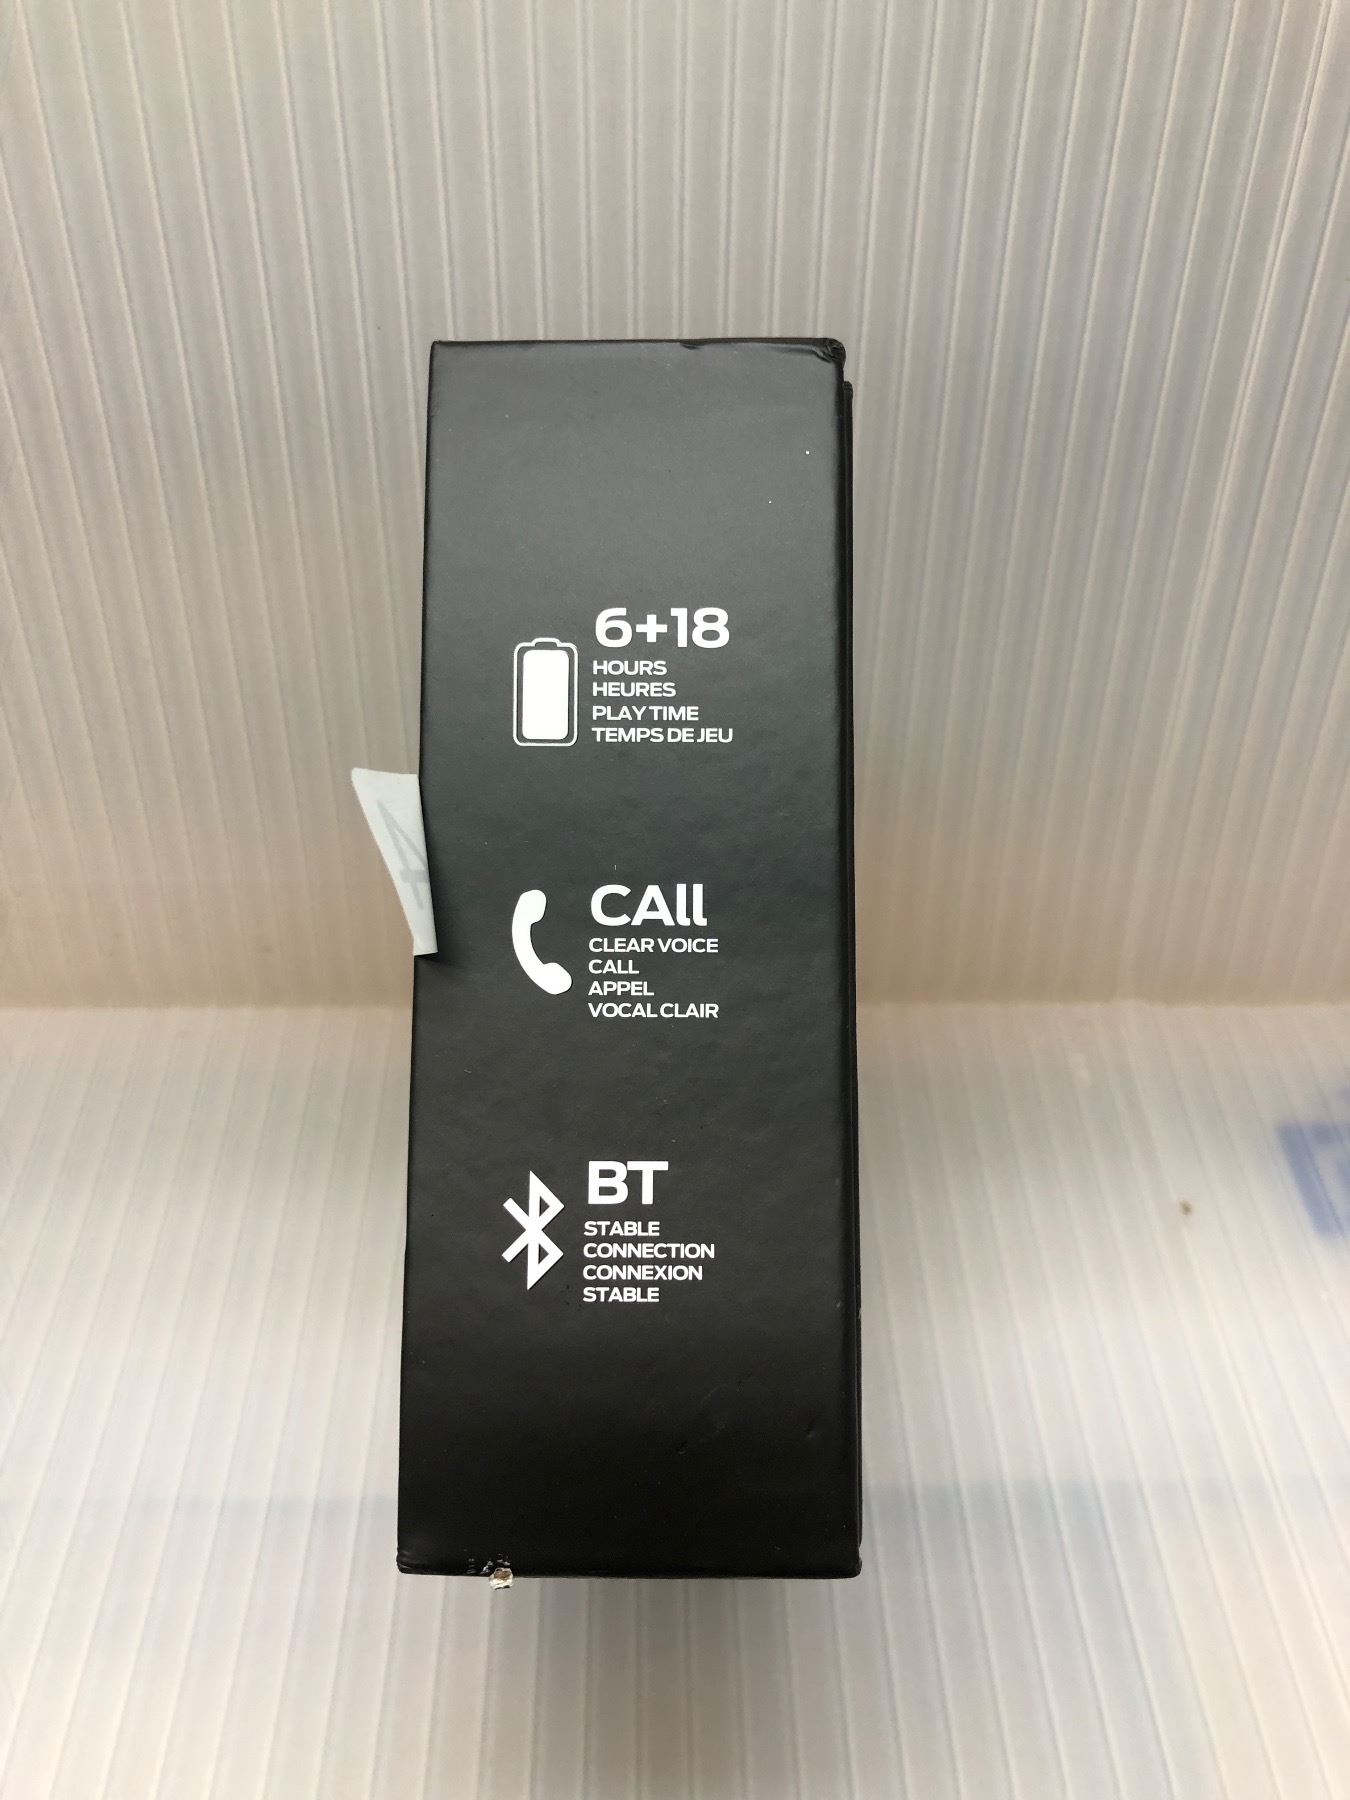 6+18
HOURS
HEURES
PLAY TIME
TEMPS DE JEU
CAll
CLEAR VOICE
CALL
APPEL
VOCAL CLAIR
BT
STABLE
CONNECTION
CONNEXION
STABLE